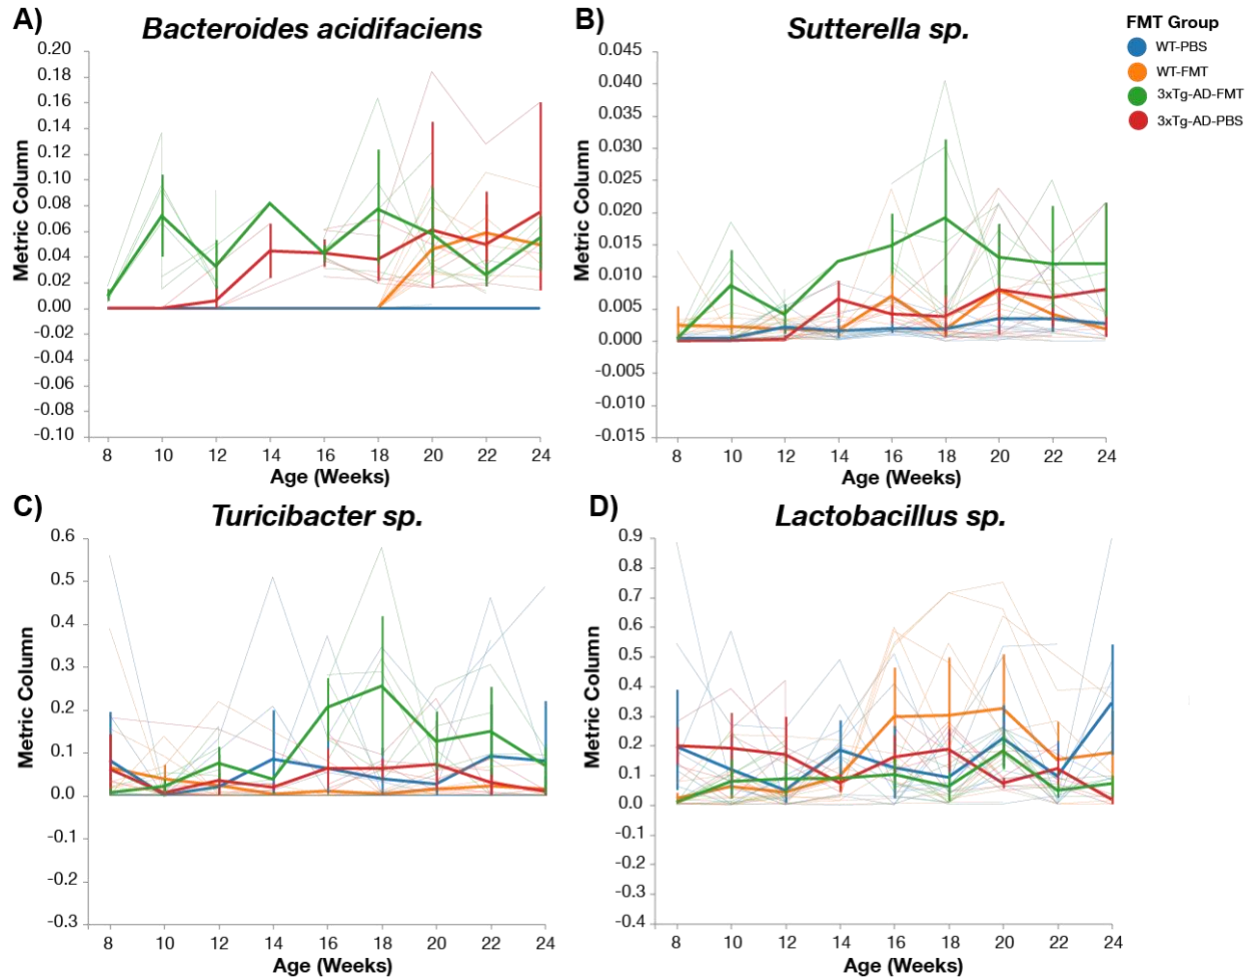 A)
Bacteroides acidifaciens
0.20
0.18
0.16
0.14
0.12
0.10
0.08
0.06
0.04
0.02
0.00
-0.02
-0.04
-0.06
-0.08
-0.10
Metric Column
8 10 12 14 16 18 20 22 24
Age (Weeks)
B)
Sutterella sp.
0.045
0.040
0.035
0.030
0.025
0.020
0.015
0.010
0.005
0.000
-0.005
-0.010
-0.015
Metric Column
8 10 12 14 16 18 20 22 24
Age (Weeks)
FMT Group
WT-PBS
WT-FMT
3xTg-AD-FMT
3xTg-AD-PBS
C)
Turicibacter sp.
0.6
0.5
0.4
0.3
0.2
0.1
0.0
-0.1
-0.2
-0.3
Metric Column
8 10 12 14 16 18 20 22 24
Age (Weeks)
D)
Lactobacillus sp.
0.9
0.8
0.7
0.6
0.5
0.4
0.3
0.2
0.1
0.0
-0.1
-0.2
-0.3
-0.4
Metric Column
8 10 12 14 16 18 20 22 24
Age (Weeks)